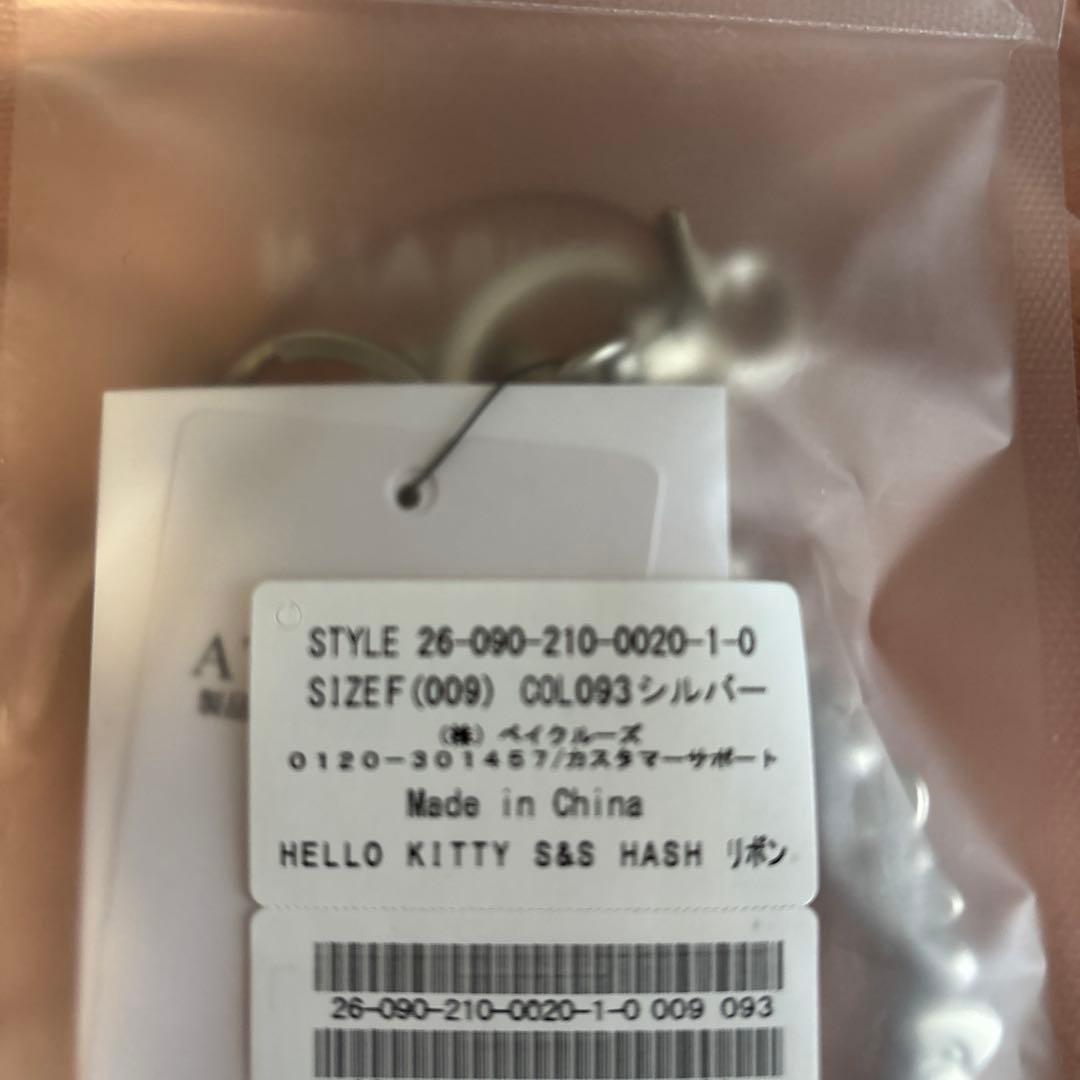 STYLE 26-090-210-0020-1-0
SIZEF(009) COL093シルバー
(株) ベイクルーズ
0120-301457/カスタマーサポート
Made in China
HELLO KITTY S&S HASH リボン
26-090-210-0020-1-0 009 093